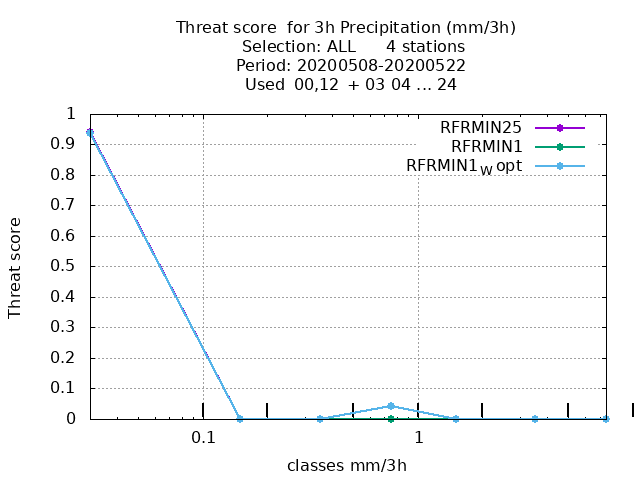 Threat score  for 3h Precipitation (mm/3h)
Selection: ALL      4 stations
Period: 20200508-20200522
Used  00,12  + 03 04 ... 24
RFRMIN25
RFRMIN1
RFRMIN1W opt
1
0.9
0.8
0.7
0.6
0.5
0.4
0.3
0.2
0.1
0
Threat score
0.1
1
classes mm/3h